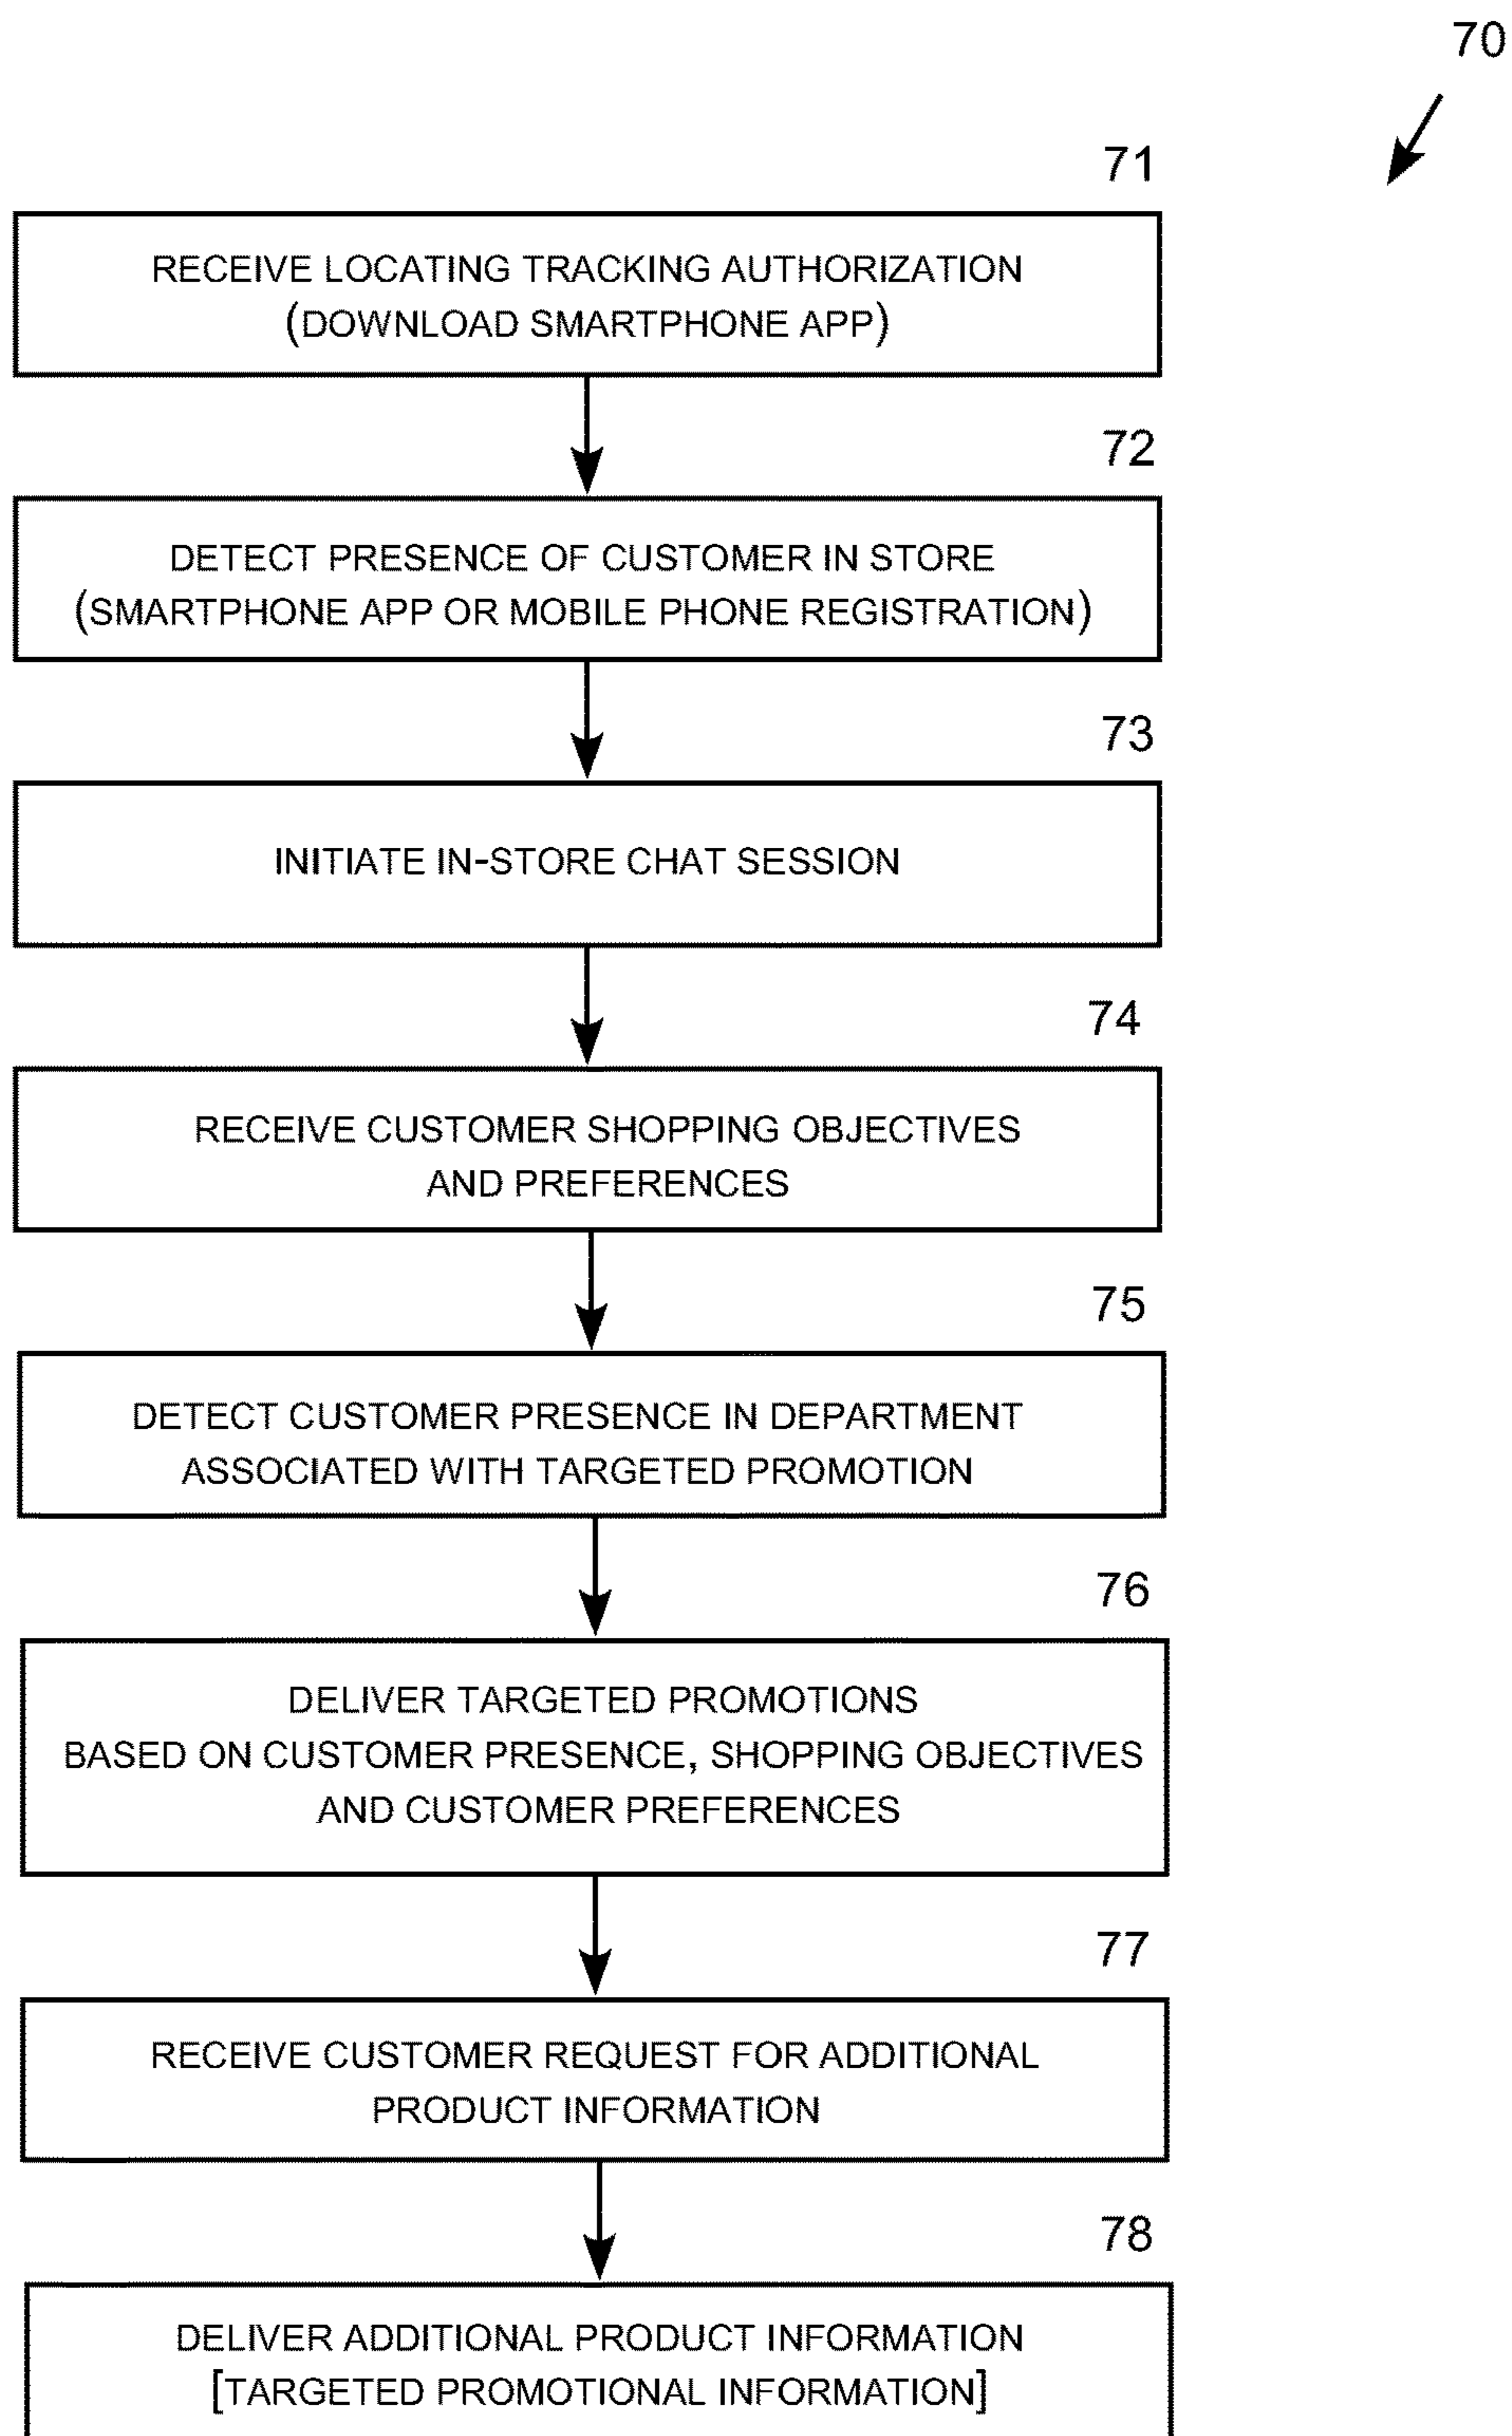 70
71
RECEIVE LOCATING TRACKING AUTHORIZATION
(DOWNLOAD SMARTPHONE APP)
72
DETECT PRESENCE OF CUSTOMER IN STORE
(SMARTPHONE APP OR MOBILE PHONE REGISTRATION)
73
INITIATE IN-STORE CHAT SESSION
74
RECEIVE CUSTOMER SHOPPING OBJECTIVES
AND PREFERENCES
75
DETECT CUSTOMER PRESENCE IN DEPARTMENT
ASSOCIATED WITH TARGETED PROMOTION
76
DELIVER TARGETED PROMOTIONS
BASED ON CUSTOMER PRESENCE, SHOPPING OBJECTIVES
AND CUSTOMER PREFERENCES
77
RECEIVE CUSTOMER REQUEST FOR ADDITIONAL
PRODUCT INFORMATION
78
DELIVER ADDITIONAL PRODUCT INFORMATION
[TARGETED PROMOTIONAL INFORMATION]